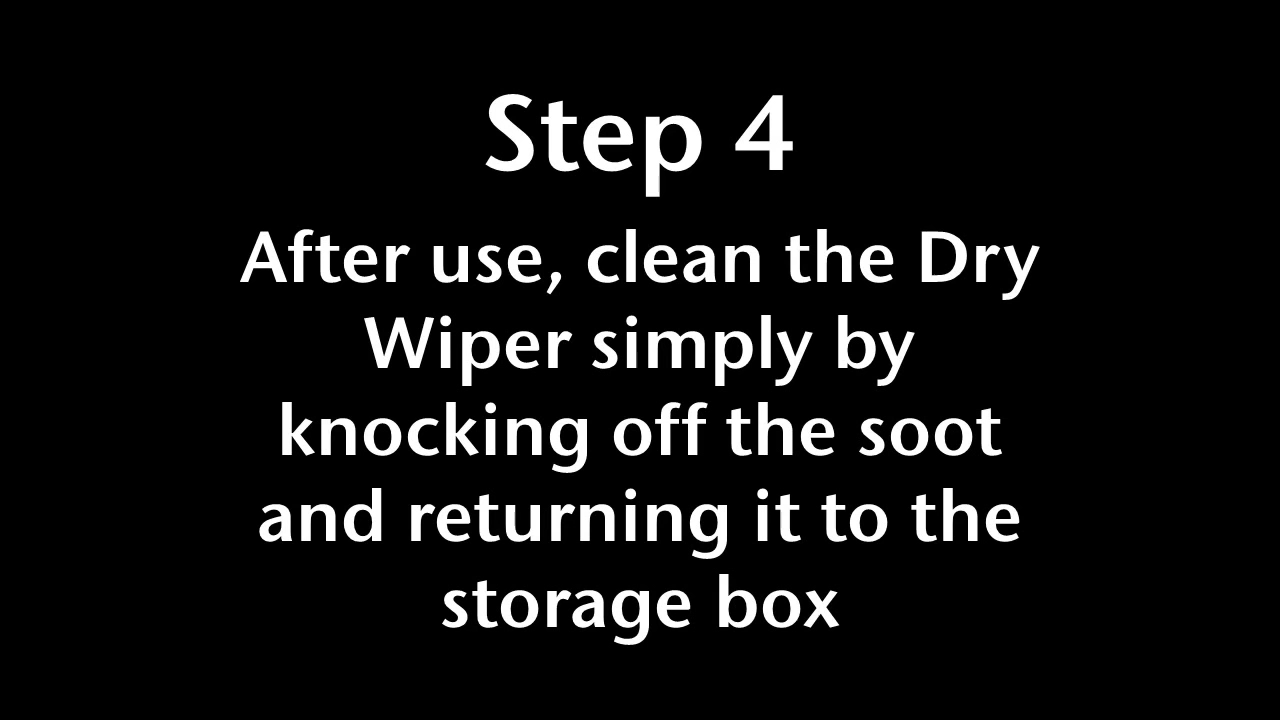 Step 4
After use, clean the Dry
Wiper simply by
knocking off the soot
and returning it to the
storage box